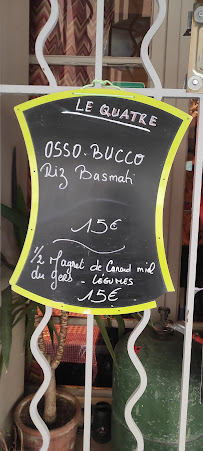 LE QUATRE
OSSO-BUCCO
Riz Basmati
15€
1/2 Magret de Canard miel
du Gers - LÉGUMES
15€